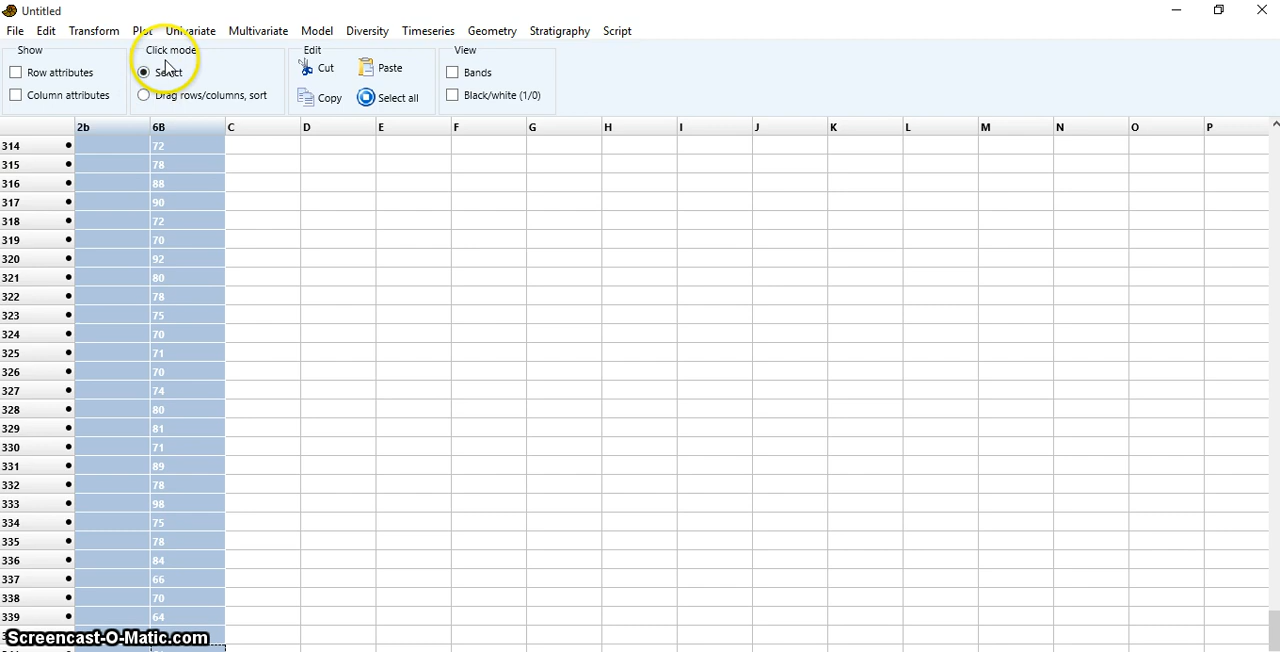 Untitled
File Edit Transform Plot Univariate Multivariate Model Diversity Timeseries Geometry Stratigraphy Script
Show Click mode Edit View
Row attributes Select Cut Paste Bands
Column attributes Drag rows/columns, sort Copy Select all Black/white (1/0)
2b 6B C D E F G H I J K L M N O P
314 • 72
315 • 78
316 • 88
317 • 90
318 • 72
319 • 70
320 • 92
321 • 80
322 • 78
323 • 75
324 • 70
325 • 71
326 • 70
327 • 74
328 • 80
329 • 81
330 • 71
331 • 89
332 • 78
333 • 98
334 • 75
335 • 78
336 • 84
337 • 66
338 • 70
339 • 64
Screencast-O-Matic.com